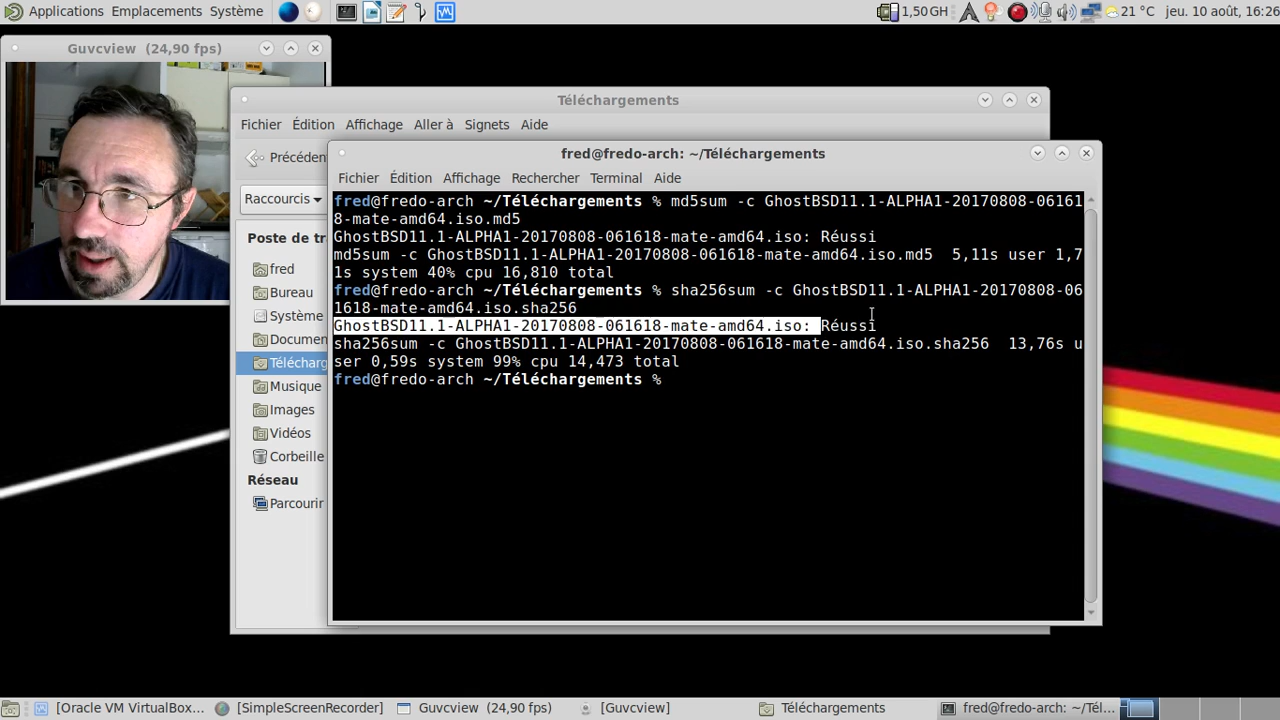 Applications Emplacements Système
1,50GH
21 °C jeu. 10 août, 16:26
Guvcview (24,90 fps)
Téléchargements
Fichier Édition Affichage Aller à Signets Aide
Précéden
Raccourcis
Poste de tr
fred
Bureau
Système
Documen
Télécharg
Musique
Images
Vidéos
Corbeille
Réseau
Parcourir
fred@fredo-arch: ~/Téléchargements
Fichier Édition Affichage Rechercher Terminal Aide
fred@fredo-arch ~/Téléchargements % md5sum -c GhostBSD11.1-ALPHA1-20170808-06161
8-mate-amd64.iso.md5
GhostBSD11.1-ALPHA1-20170808-061618-mate-amd64.iso: Réussi
md5sum -c GhostBSD11.1-ALPHA1-20170808-061618-mate-amd64.iso.md5  5,11s user 1,7
1s system 40% cpu 16,810 total
fred@fredo-arch ~/Téléchargements % sha256sum -c GhostBSD11.1-ALPHA1-20170808-06
1618-mate-amd64.iso.sha256
GhostBSD11.1-ALPHA1-20170808-061618-mate-amd64.iso: Réussi
sha256sum -c GhostBSD11.1-ALPHA1-20170808-061618-mate-amd64.iso.sha256  13,76s u
ser 0,59s system 99% cpu 14,473 total
fred@fredo-arch ~/Téléchargements %
[Oracle VM VirtualBox...
[SimpleScreenRecorder]
Guvcview (24,90 fps)
[Guvcview]
Téléchargements
fred@fredo-arch: ~/Tél...